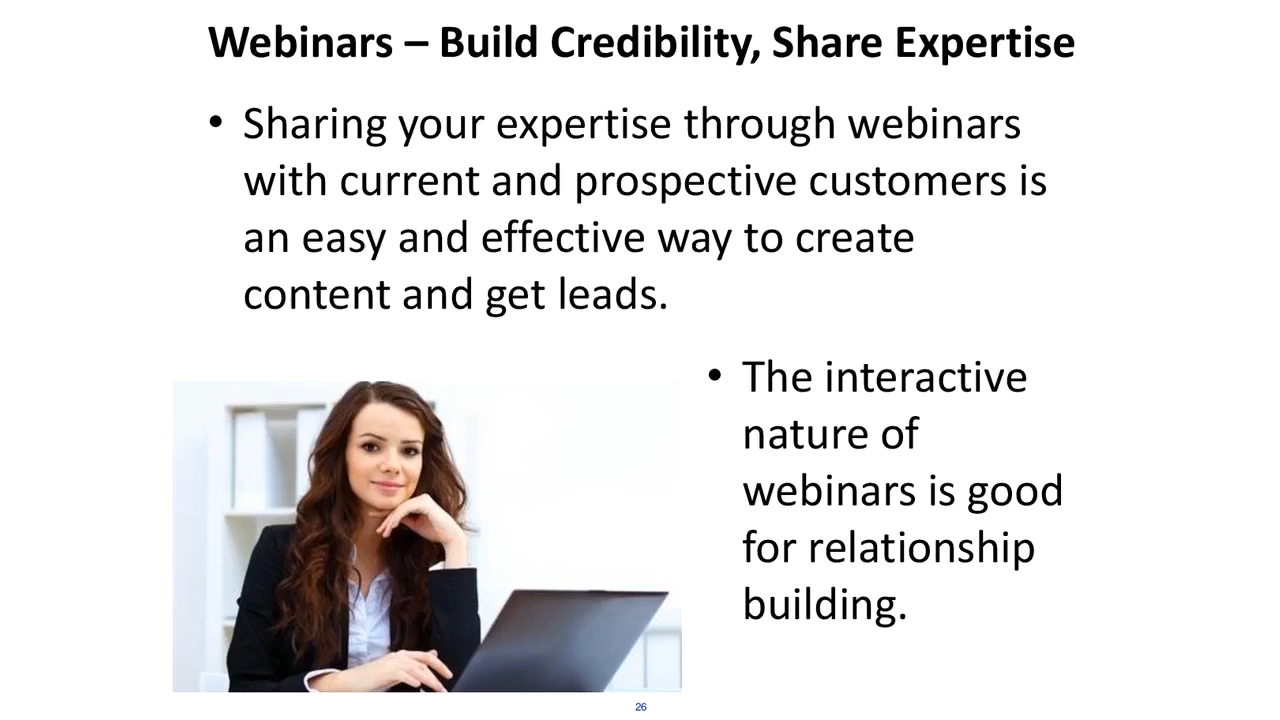 Webinars – Build Credibility, Share Expertise
• Sharing your expertise through webinars
with current and prospective customers is
an easy and effective way to create
content and get leads.
• The interactive
nature of
webinars is good
for relationship
building.
26